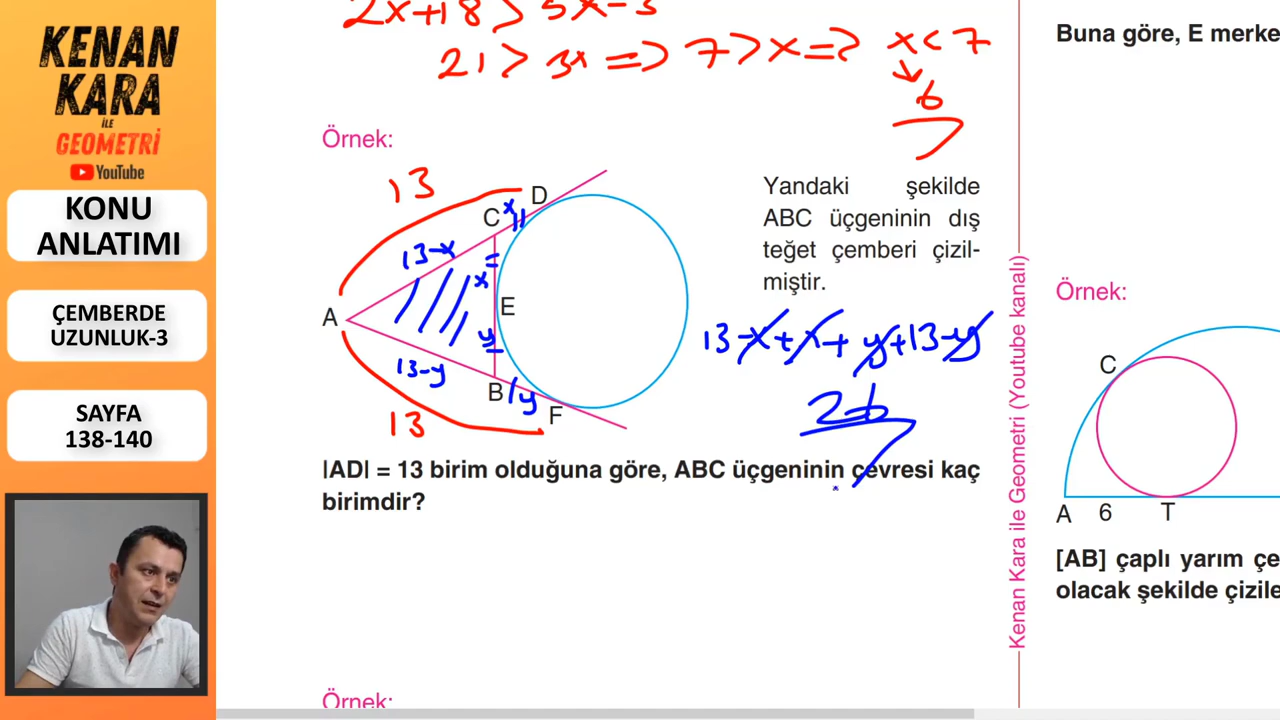 KENAN
KARA
İLE
GEOMETRİ
YouTube
KONU
ANLATIMI
ÇEMBERDE
UZUNLUK-3
SAYFA
138-140
2x+18 > 5x-3
21 > 3x => 7 > x => x < 7
6
Örnek:
13
D
C x
13-x
x
A
E
y
13-y
B y
F
13
Yandaki şekilde
ABC üçgeninin dış
teğet çemberi çizil-
miştir.
13-x+x+y+13-y
26
|AD| = 13 birim olduğuna göre, ABC üçgeninin çevresi kaç
birimdir?
Örnek:
Kenan Kara ile Geometri (Youtube kanalı)
Buna göre, E merke
Örnek:
C
A 6 T
[AB] çaplı yarım çe
olacak şekilde çizile